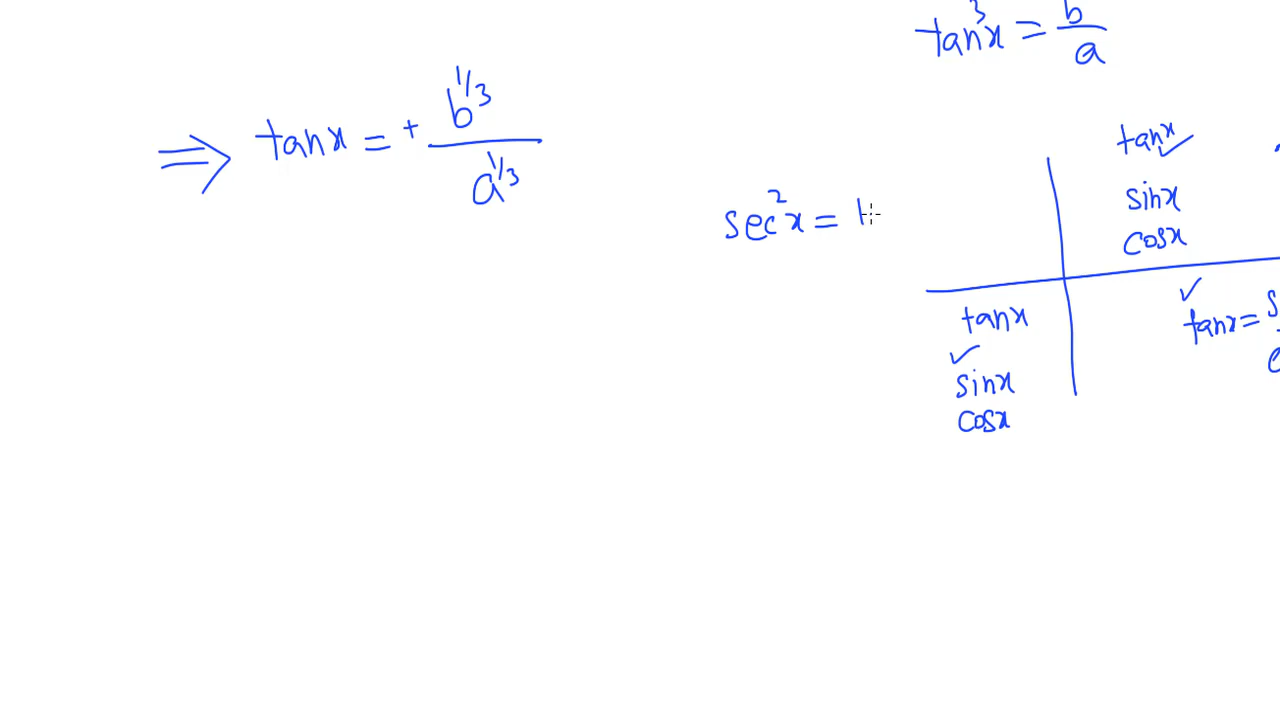 tan³x = b/a
⇒ tanx = + b^1/3 / a^1/3
tanx ✓
sinx
cosx
sec²x = 1
tanx
✓ sinx
cosx
✓ tanx =